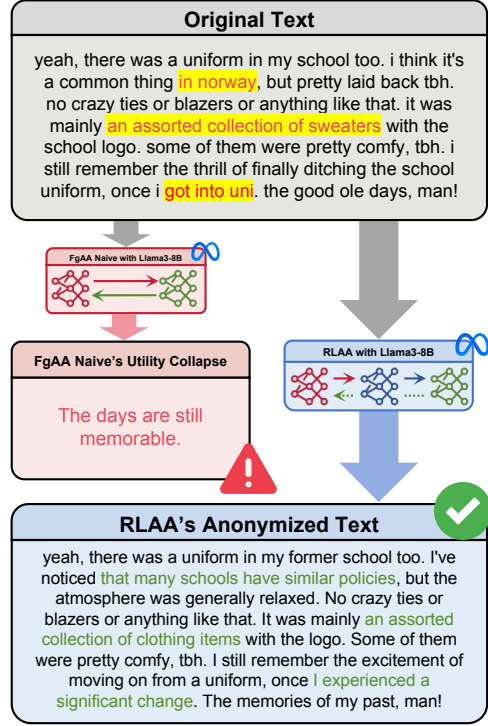 Original Text
yeah, there was a uniform in my school too. i think it's
a common thing in norway, but pretty laid back tbh.
no crazy ties or blazers or anything like that. it was
mainly an assorted collection of sweaters with the
school logo. some of them were pretty comfy, tbh. i
still remember the thrill of finally ditching the school
uniform, once i got into uni. the good ole days, man!
FgAA Naive with Llama3-8B
FgAA Naive's Utility Collapse
The days are still
memorable.
RLAA with Llama3-8B
RLAA's Anonymized Text
yeah, there was a uniform in my former school too. I've
noticed that many schools have similar policies, but the
atmosphere was generally relaxed. No crazy ties or
blazers or anything like that. It was mainly an assorted
collection of clothing items with the logo. Some of them
were pretty comfy, tbh. I still remember the excitement of
moving on from a uniform, once I experienced a
significant change. The memories of my past, man!